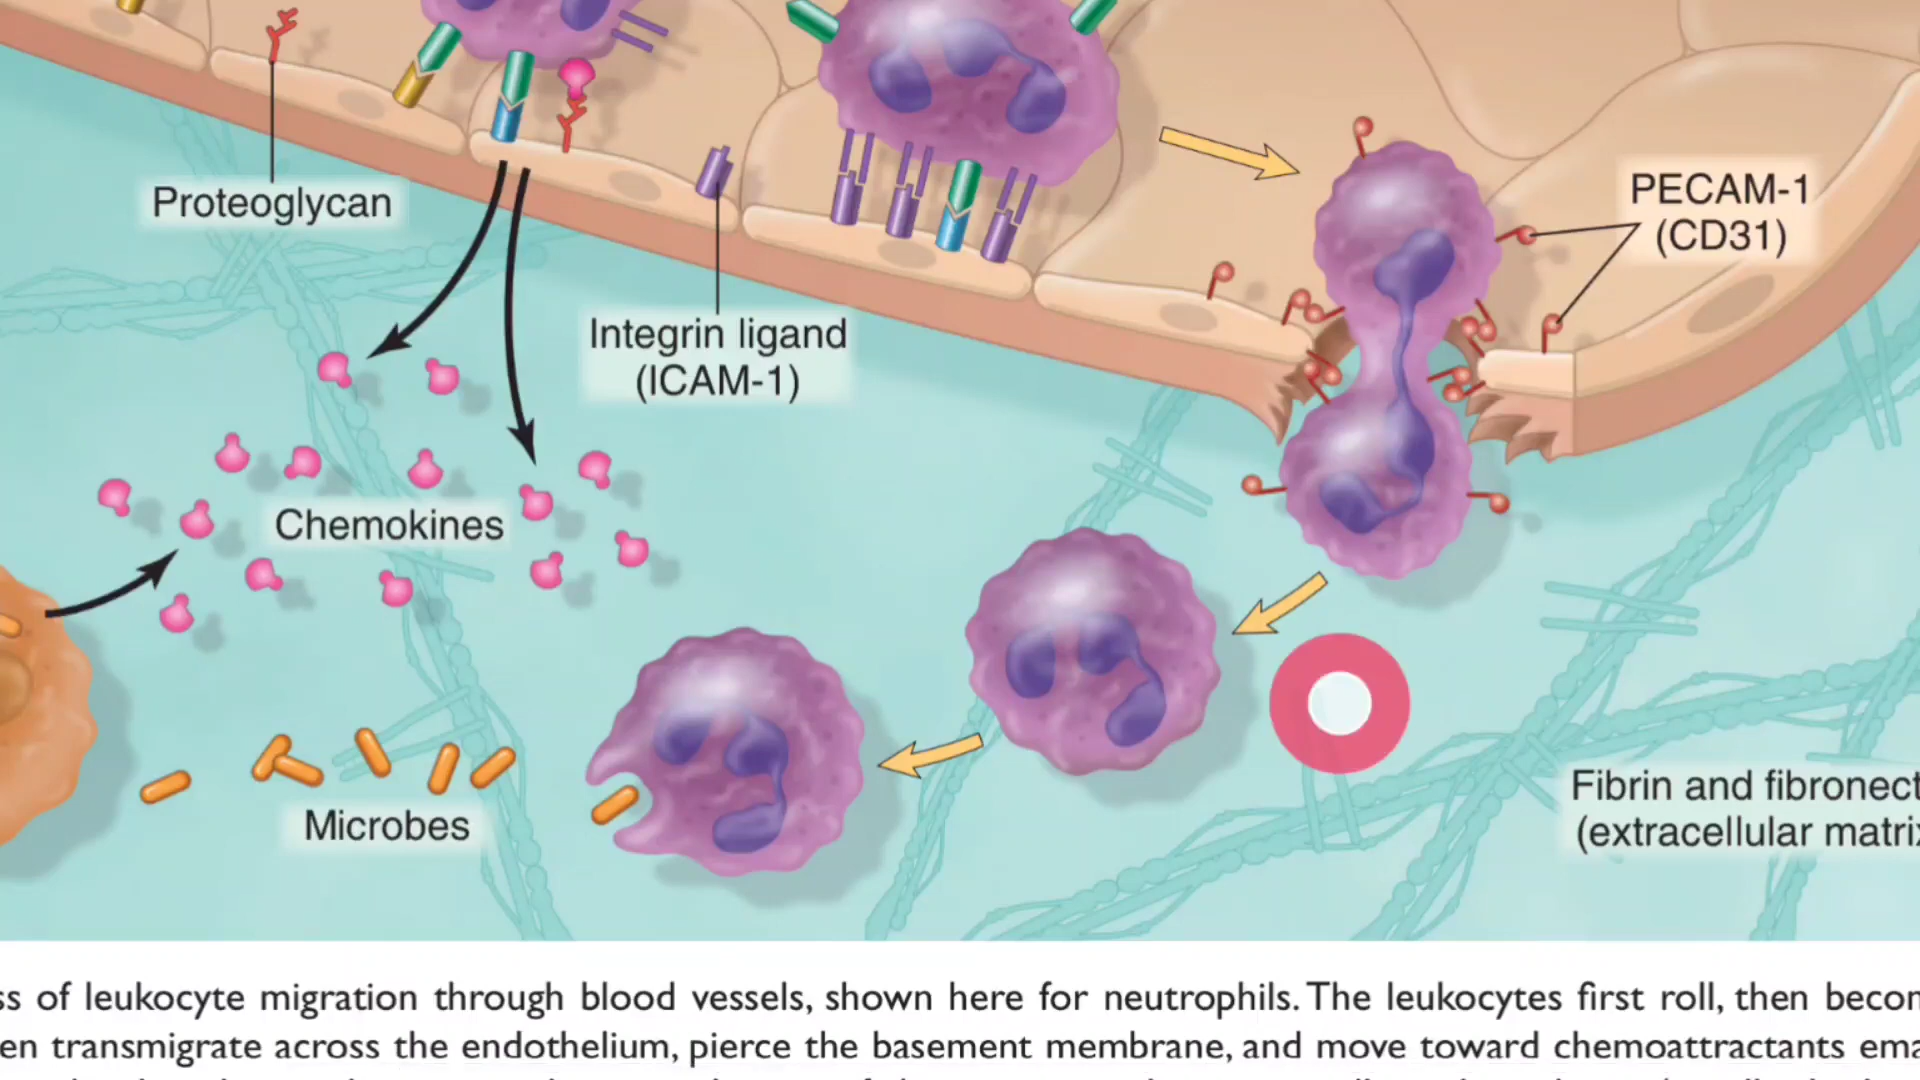 Proteoglycan
PECAM-1
(CD31)
Integrin ligand
(ICAM-1)
Chemokines
Microbes
Fibrin and fibronect
(extracellular matrix
ss of leukocyte migration through blood vessels, shown here for neutrophils. The leukocytes first roll, then becom
en transmigrate across the endothelium, pierce the basement membrane, and move toward chemoattractants ema